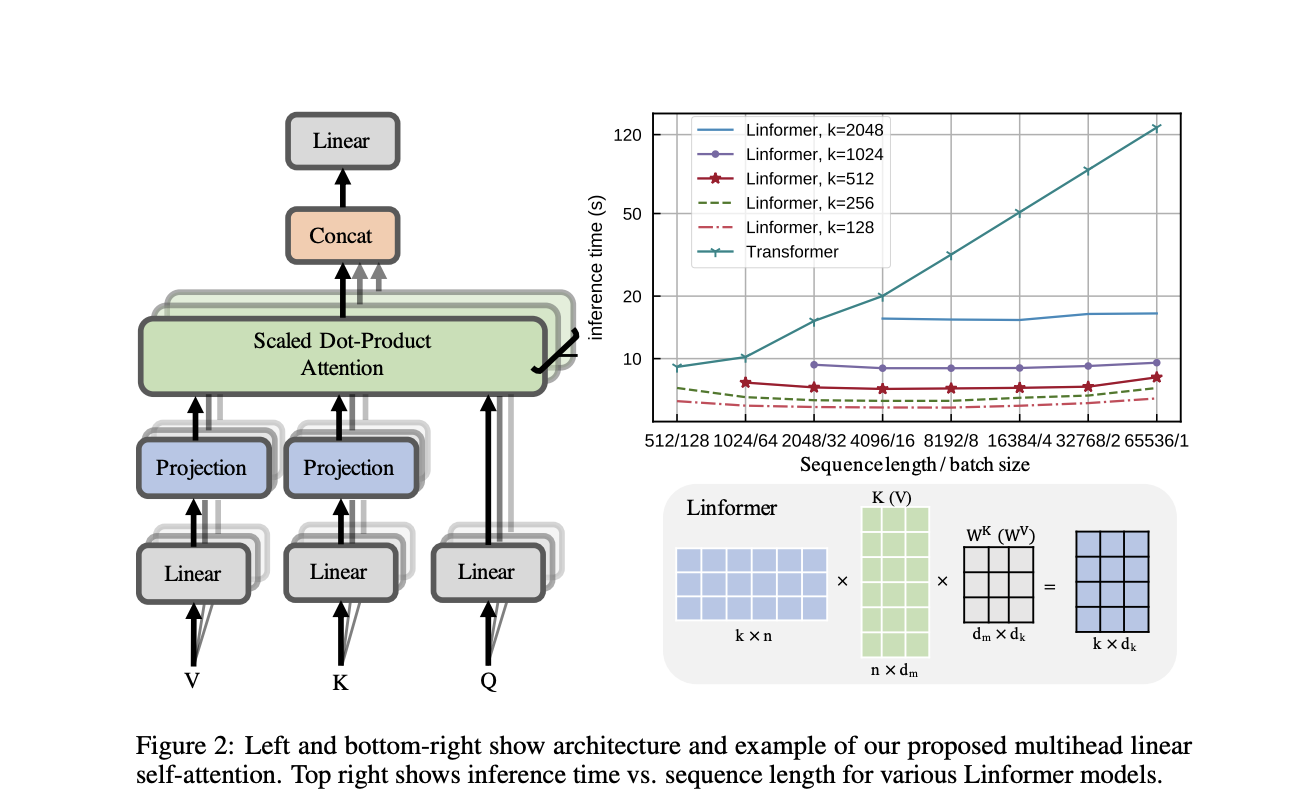 Linear
Concat
Scaled Dot-Product
Attention
Projection
Projection
Linear
Linear
Linear
V
K
Q
inference time (s)
120
50
20
10
Linformer, k=2048
Linformer, k=1024
Linformer, k=512
Linformer, k=256
Linformer, k=128
Transformer
512/128 1024/64 2048/32 4096/16 8192/8 16384/4 32768/2 65536/1
Sequence length / batch size
Linformer
K (V)
W^K (W^V)
×
×
=
k × n
n × d_m
d_m × d_k
k × d_k
Figure 2: Left and bottom-right show architecture and example of our proposed multihead linear
self-attention. Top right shows inference time vs. sequence length for various Linformer models.